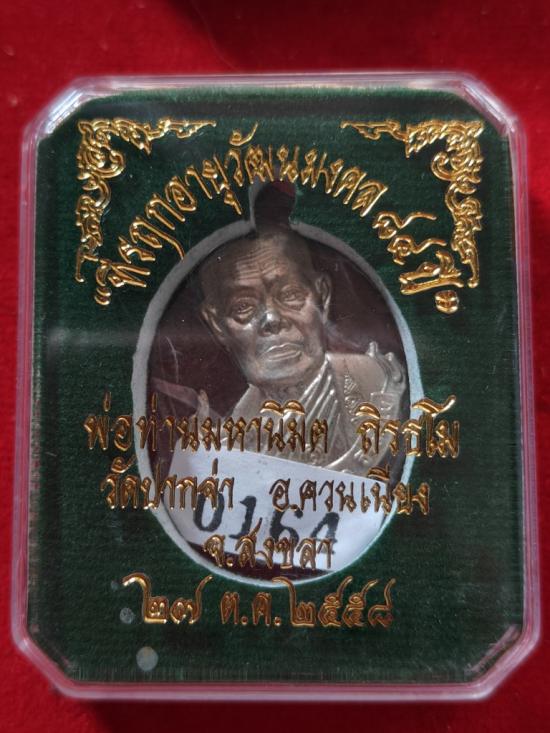 "ที่ระฦกอายุวัฒนมงคล ๘๘ ปี"
พ่อท่านมหานิมิต ถิรธโม
วัดปากจ่า อ.ควนเนียง
0164
จ.สงขลา
๒๗ ต.ค.๒๕๕๘